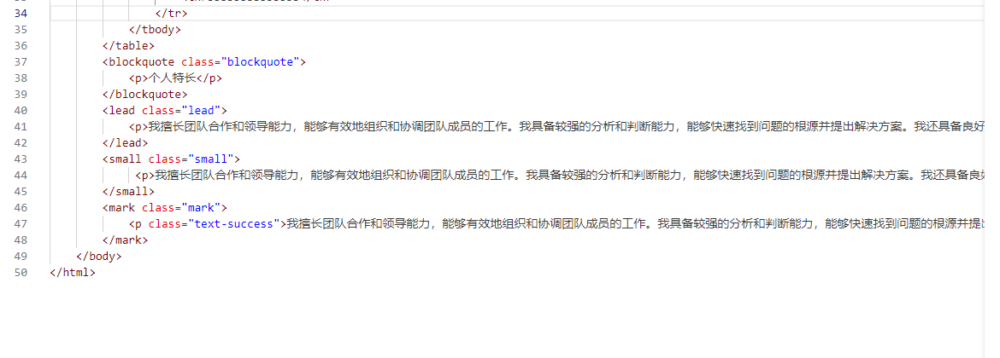 34 </tr>
35 </tbody>
36 </table>
37 <blockquote class="blockquote">
38 <p>个人特长</p>
39 </blockquote>
40 <lead class="lead">
41 <p>我擅长团队合作和领导能力，能够有效地组织和协调团队成员的工作。我具备较强的分析和判断能力，能够快速找到问题的根源并提出解决方案。我还具备良好
42 </lead>
43 <small class="small">
44 <p>我擅长团队合作和领导能力，能够有效地组织和协调团队成员的工作。我具备较强的分析和判断能力，能够快速找到问题的根源并提出解决方案。我还具备良
45 </small>
46 <mark class="mark">
47 <p class="text-success">我擅长团队合作和领导能力，能够有效地组织和协调团队成员的工作。我具备较强的分析和判断能力，能够快速找到问题的根源并提
48 </mark>
49 </body>
50 </html>